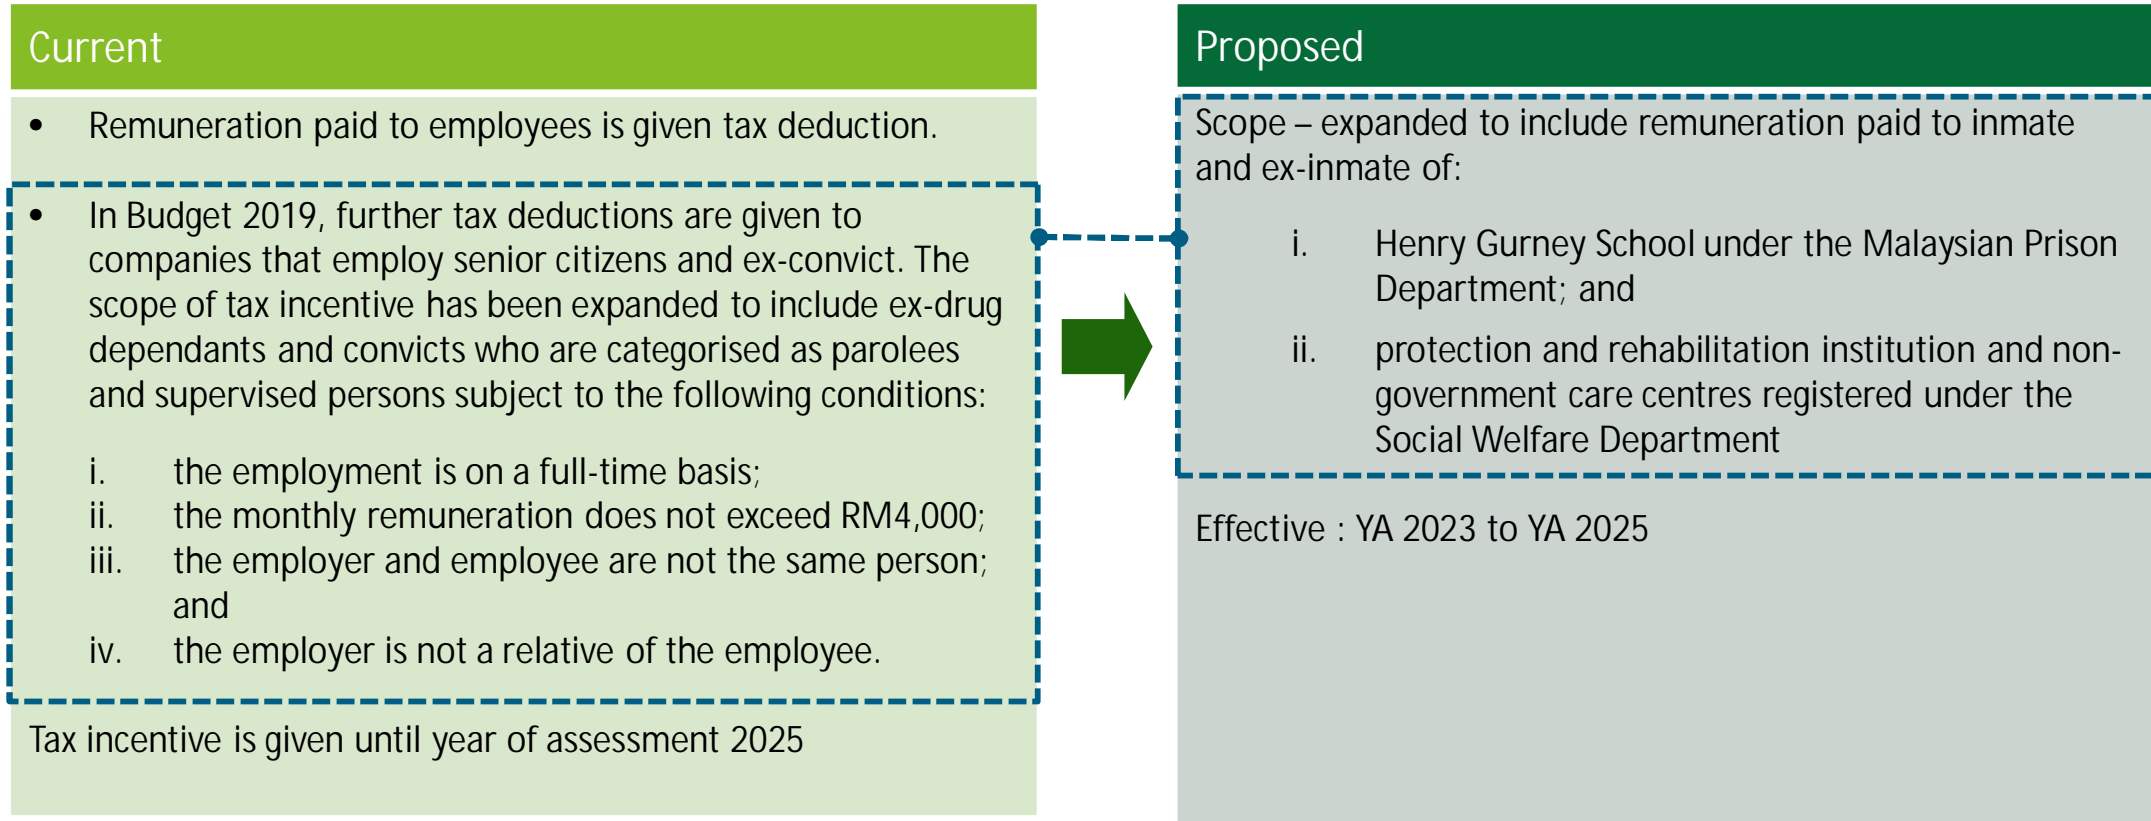 Current
• Remuneration paid to employees is given tax deduction.
• In Budget 2019, further tax deductions are given to
companies that employ senior citizens and ex-convict. The
scope of tax incentive has been expanded to include ex-drug
dependants and convicts who are categorised as parolees
and supervised persons subject to the following conditions:
i. the employment is on a full-time basis;
ii. the monthly remuneration does not exceed RM4,000;
iii. the employer and employee are not the same person;
and
iv. the employer is not a relative of the employee.
Tax incentive is given until year of assessment 2025
Proposed
Scope – expanded to include remuneration paid to inmate
and ex-inmate of:
i. Henry Gurney School under the Malaysian Prison
Department; and
ii. protection and rehabilitation institution and non-
government care centres registered under the
Social Welfare Department
Effective : YA 2023 to YA 2025